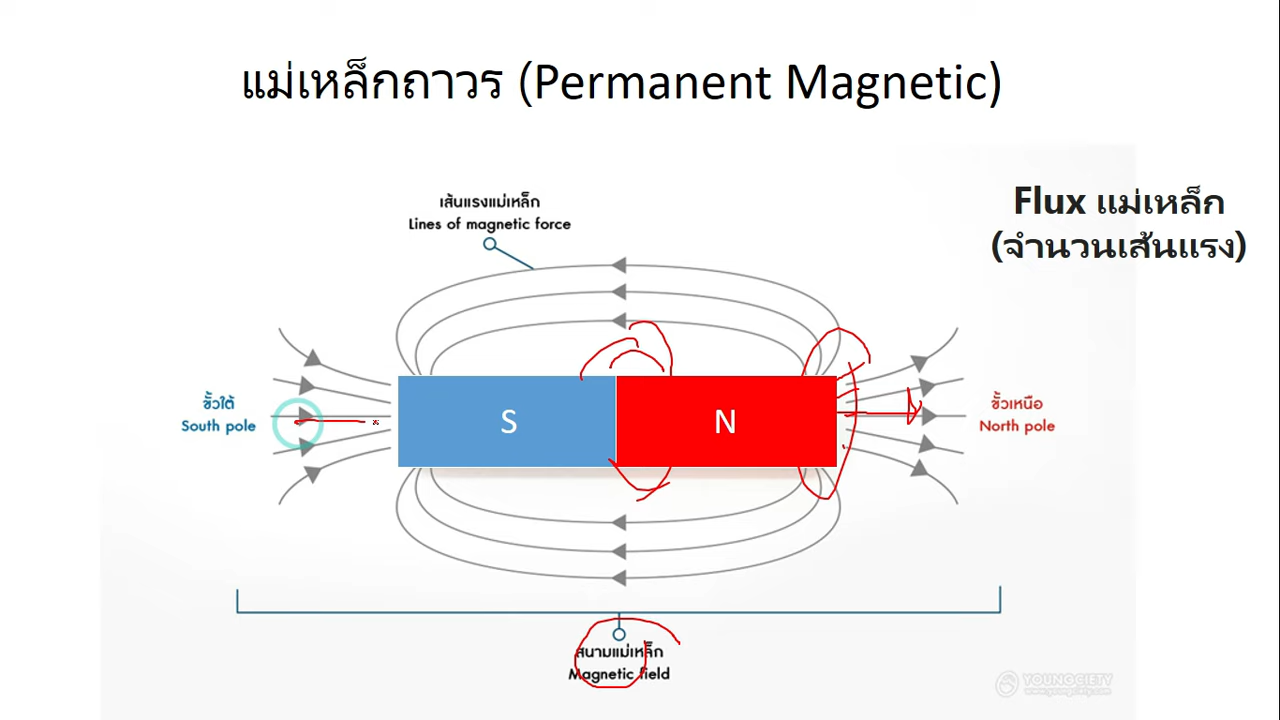 แม่เหล็กถาวร (Permanent Magnetic)
เส้นแรงแม่เหล็ก
Lines of magnetic force
Flux แม่เหล็ก
(จำนวนเส้นแรง)
ขั้วใต้
South pole
S
N
ขั้วเหนือ
North pole
สนามแม่เหล็ก
Magnetic field
YOUNGCIETY
www.youngciety.com